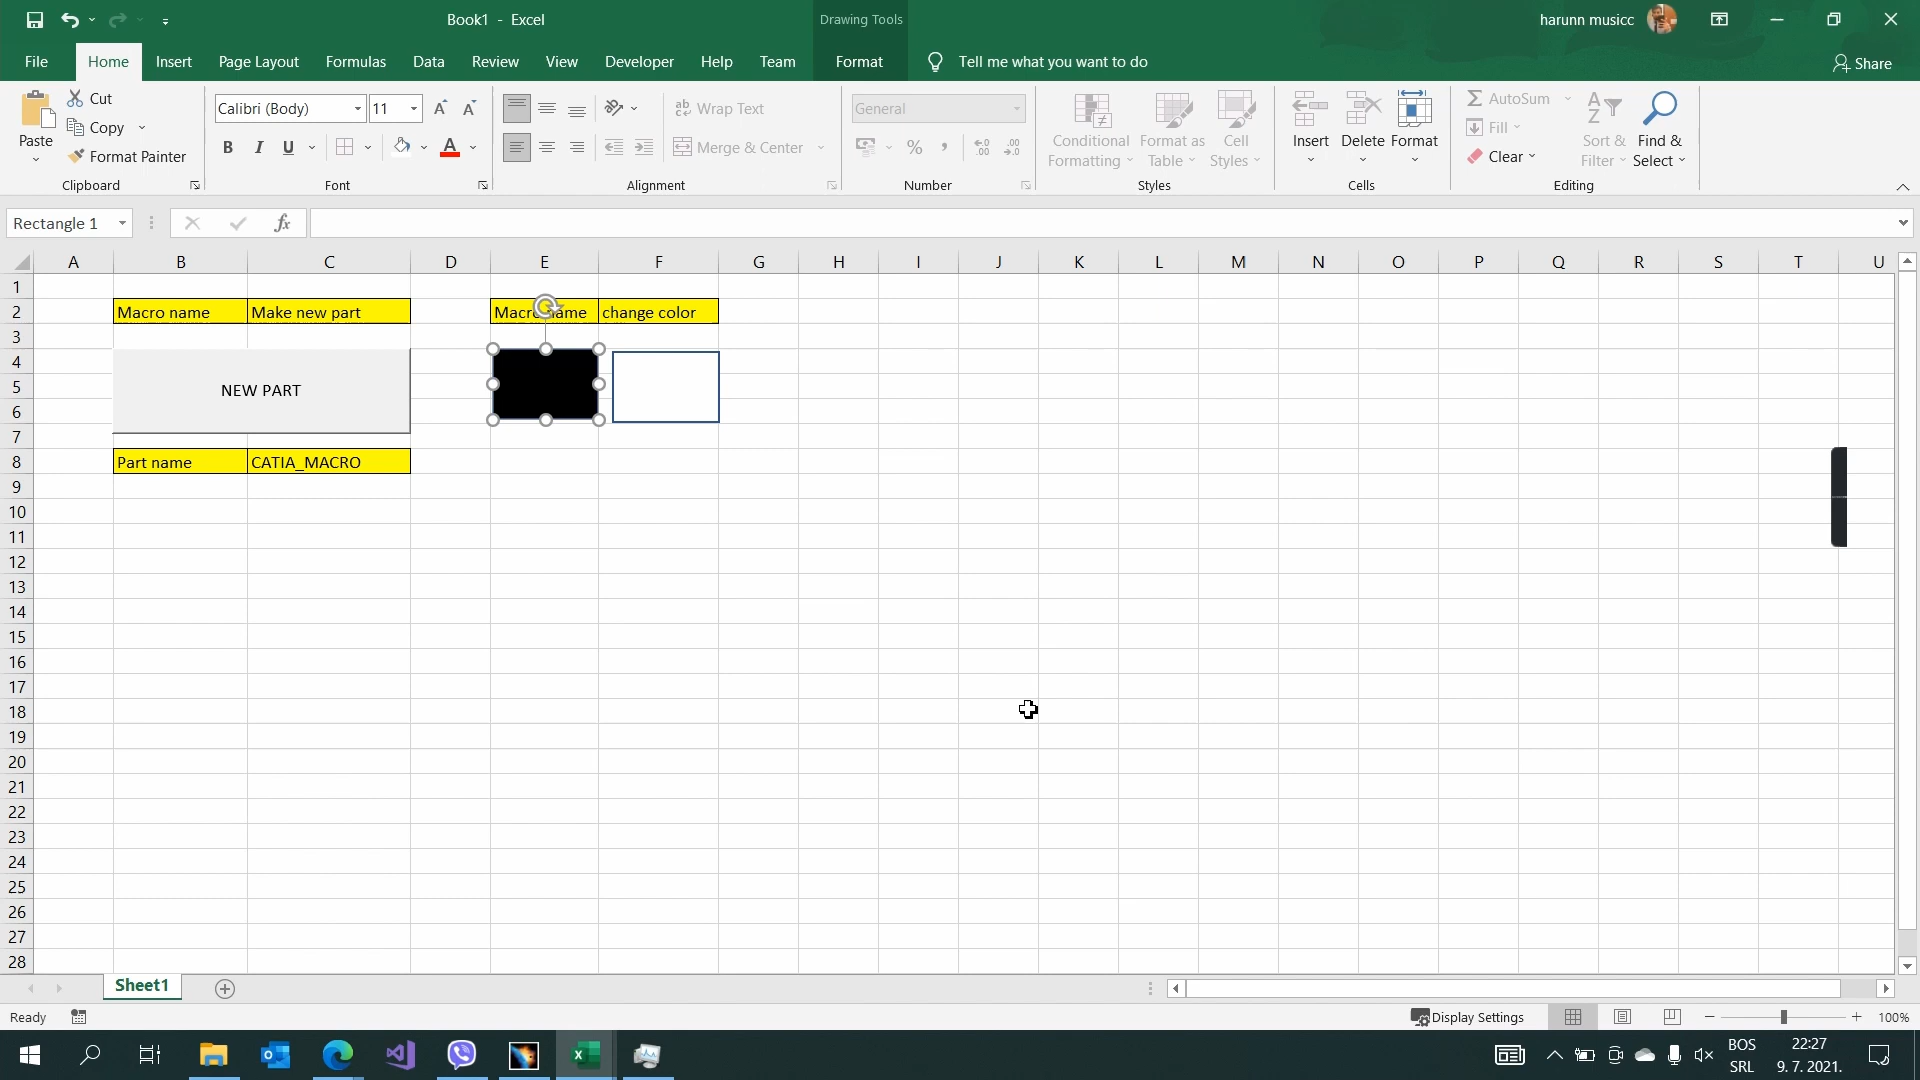 Book1 - Excel
Drawing Tools
harunn musicc
File Home Insert Page Layout Formulas Data Review View Developer Help Team Format Tell me what you want to do Share
Paste
Cut
Copy
Format Painter
Clipboard
Calibri (Body) 11
B I U
Font
Wrap Text
Merge & Center
Alignment
General
Number
Conditional Formatting
Format as Table
Cell Styles
Styles
Insert Delete Format
Cells
AutoSum
Fill
Clear
Sort & Filter
Find & Select
Editing
Rectangle 1
fx
A B C D E F G H I J K L M N O P Q R S T U
1
2 Macro name Make new part change color
3
4
5 NEW PART
6
7
8 Part name CATIA_MACRO
9
10
11
12
13
14
15
16
17
18
19
20
21
22
23
24
25
26
27
28
Sheet1
Ready
Display Settings
100%
BOS
SRL
22:27
9. 7. 2021.